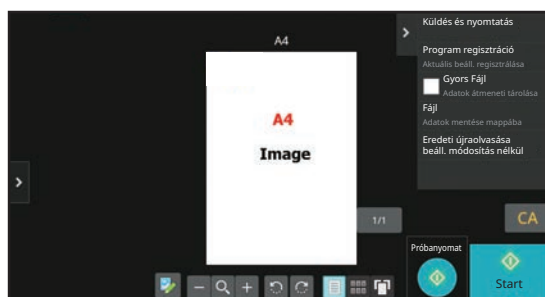 A4
A4
Image
1/1
Küldés és nyomtatás
Program regisztráció
Aktuális beáll. regisztrálása
Gyors Fájl
Adatok átmeneti tárolása
Fájl
Adatok mentése mappába
Eredeti újraolvasása
beáll. módosítás nélkül
CA
Próbanyomat
Start